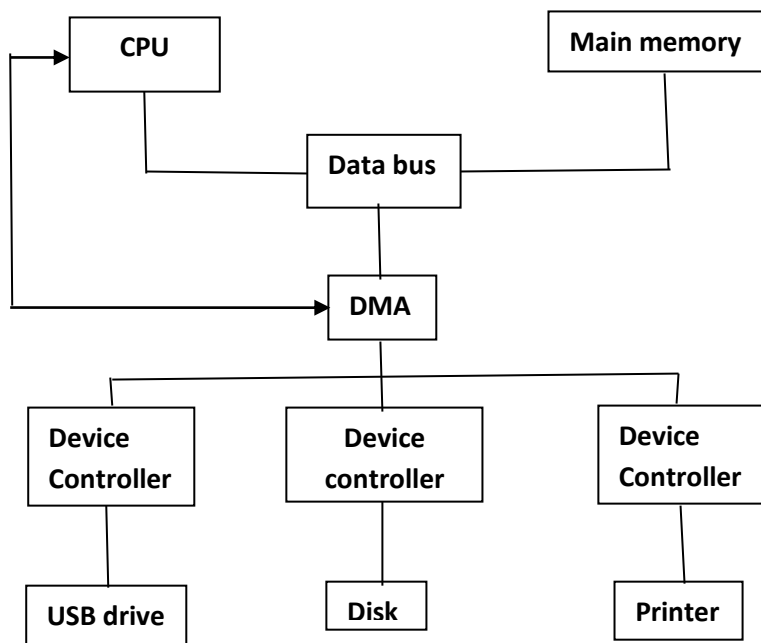 CPU
Main memory
Data bus
DMA
Device
Controller
Device
controller
Device
Controller
USB drive
Disk
Printer